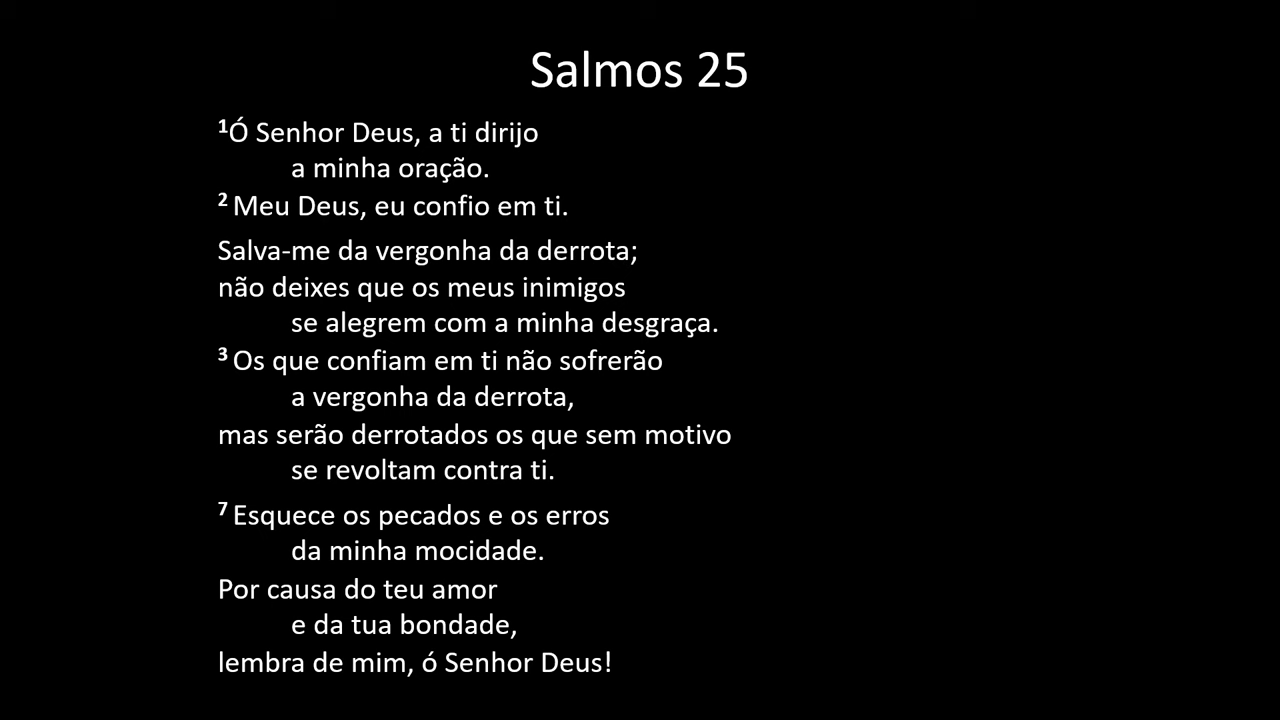 Salmos 25
1Ó Senhor Deus, a ti dirijo
a minha oração.
2 Meu Deus, eu confio em ti.
Salva-me da vergonha da derrota;
não deixes que os meus inimigos
se alegrem com a minha desgraça.
3 Os que confiam em ti não sofrerão
a vergonha da derrota,
mas serão derrotados os que sem motivo
se revoltam contra ti.
7 Esquece os pecados e os erros
da minha mocidade.
Por causa do teu amor
e da tua bondade,
lembra de mim, ó Senhor Deus!